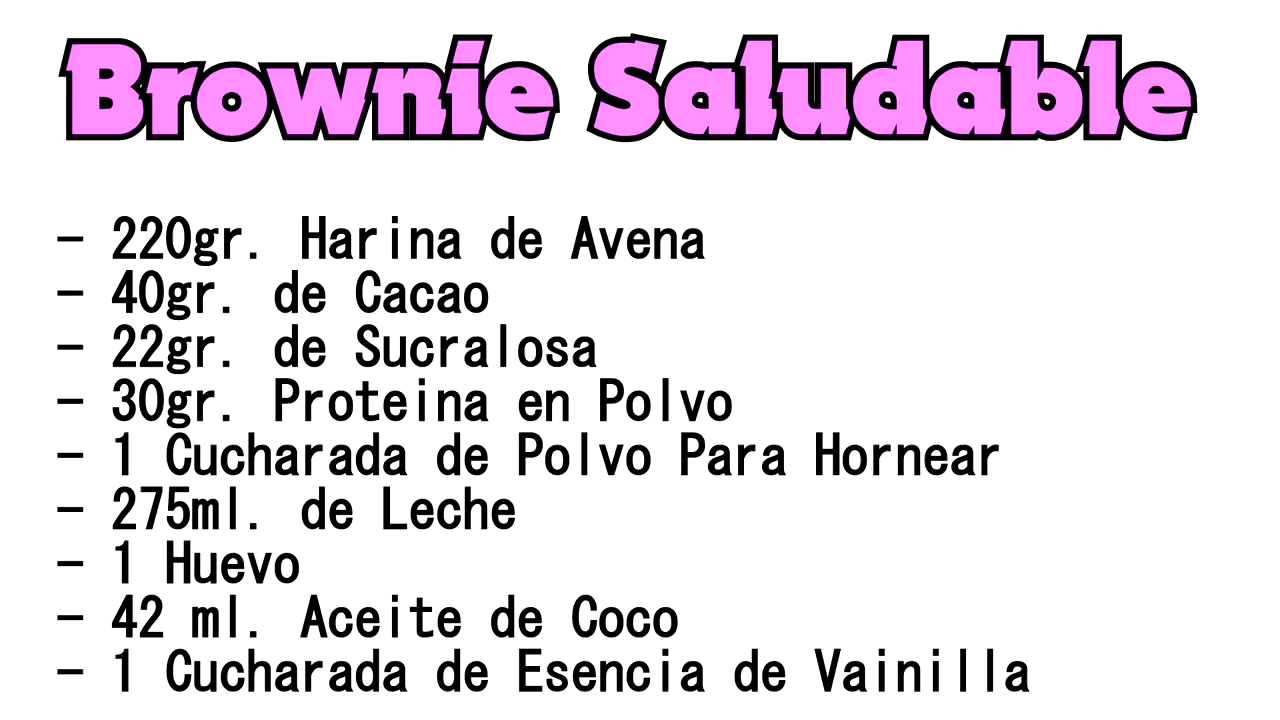 Brownie Saludable
- 220gr. Harina de Avena
- 40gr. de Cacao
- 22gr. de Sucralosa
- 30gr. Proteina en Polvo
- 1 Cucharada de Polvo Para Hornear
- 275ml. de Leche
- 1 Huevo
- 42 ml. Aceite de Coco
- 1 Cucharada de Esencia de Vainilla